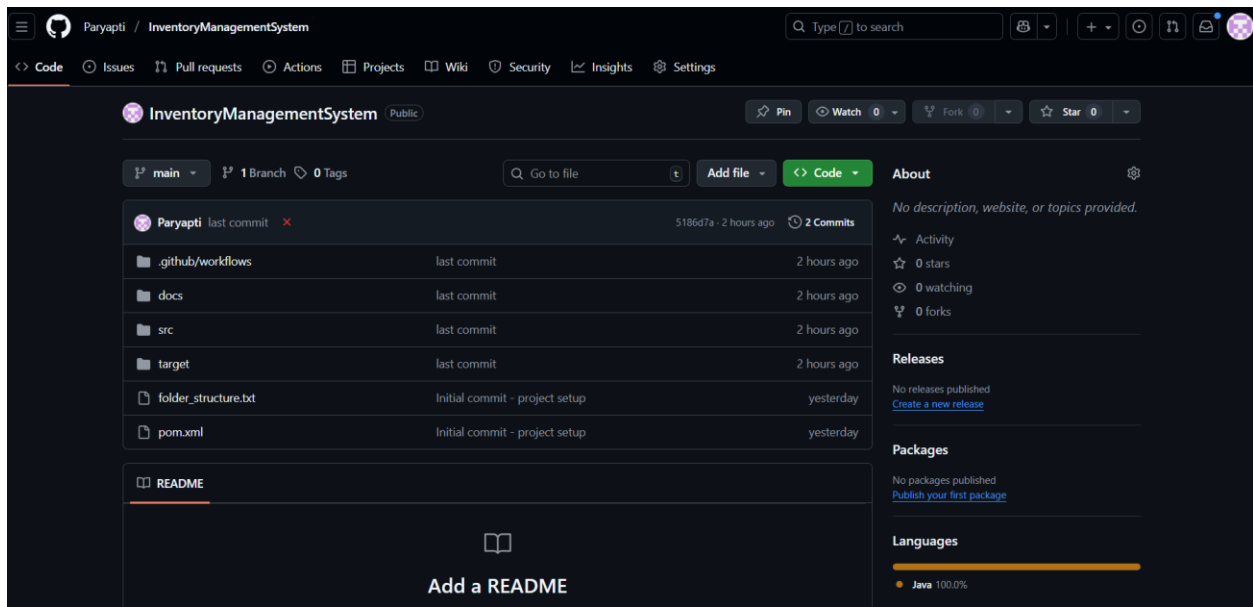 Paryapti / InventoryManagementSystem
Type / to search
Code Issues Pull requests Actions Projects Wiki Security Insights Settings
InventoryManagementSystem Public
Pin Watch 0 Fork 0 Star 0
main 1 Branch 0 Tags
Go to file t
Add file
Code
Paryapti last commit 5186d7a · 2 hours ago 2 Commits
.github/workflows last commit 2 hours ago
docs last commit 2 hours ago
src last commit 2 hours ago
target last commit 2 hours ago
folder_structure.txt Initial commit - project setup yesterday
pom.xml Initial commit - project setup yesterday
README
Add a README
About
No description, website, or topics provided.
Activity
0 stars
0 watching
0 forks
Releases
No releases published
Create a new release
Packages
No packages published
Publish your first package
Languages
Java 100.0%